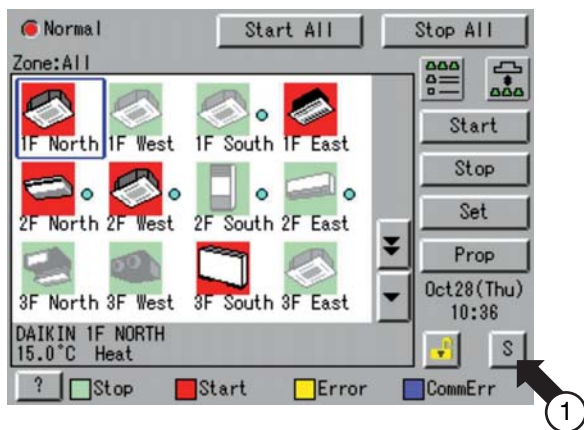 Normal Start All Stop All
Zone:All
1F North 1F West 1F South 1F East
Start
Stop
2F North 2F West 2F South 2F East
Set
Prop
3F North 3F West 3F South 3F East
Oct28(Thu)
10:36
DAIKIN 1F NORTH
15.0°C Heat
S
? Stop Start Error CommErr
1